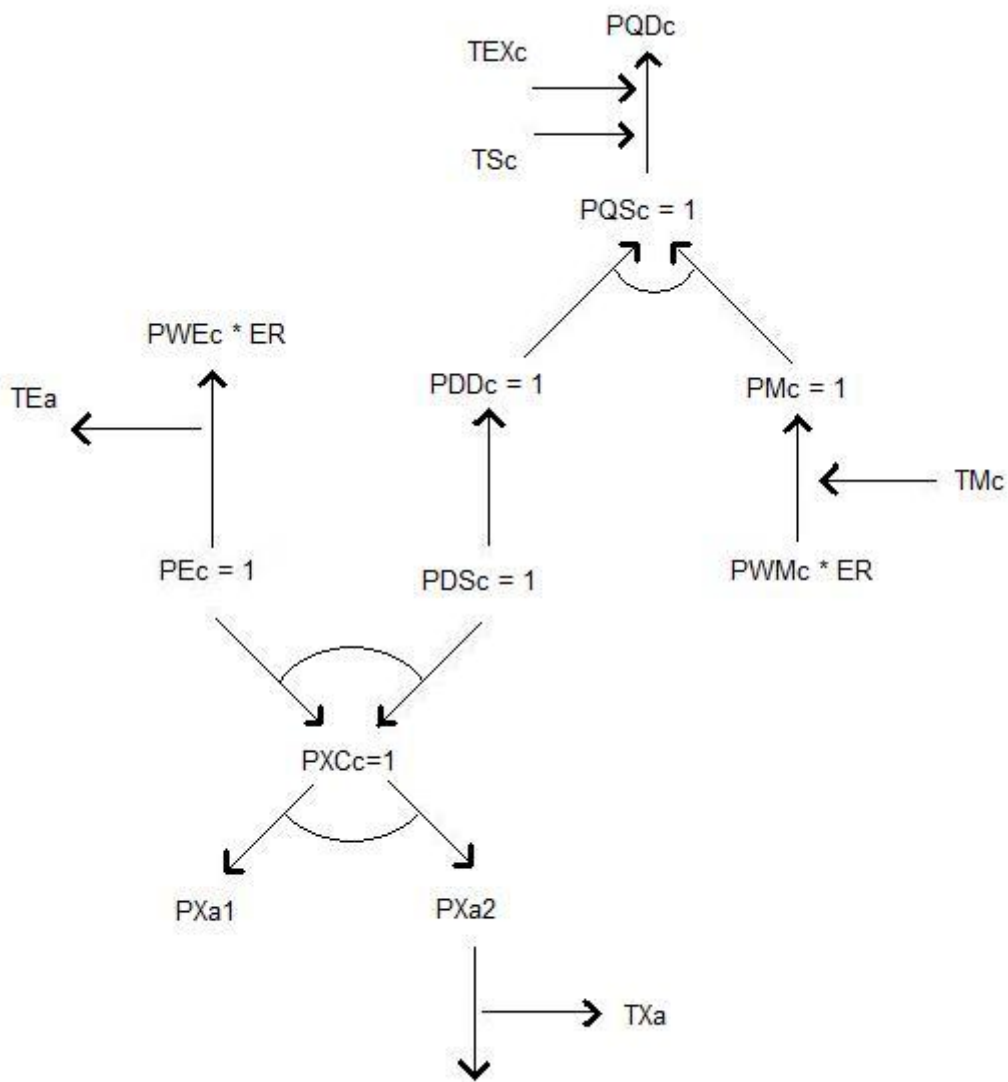 PQDc
TEXc
TSc
PQSc = 1
PWEc * ER
TEa
PDDc = 1
PMc = 1
TMc
PEc = 1
PDSc = 1
PWMc * ER
PXCc=1
PXa1
PXa2
TXa